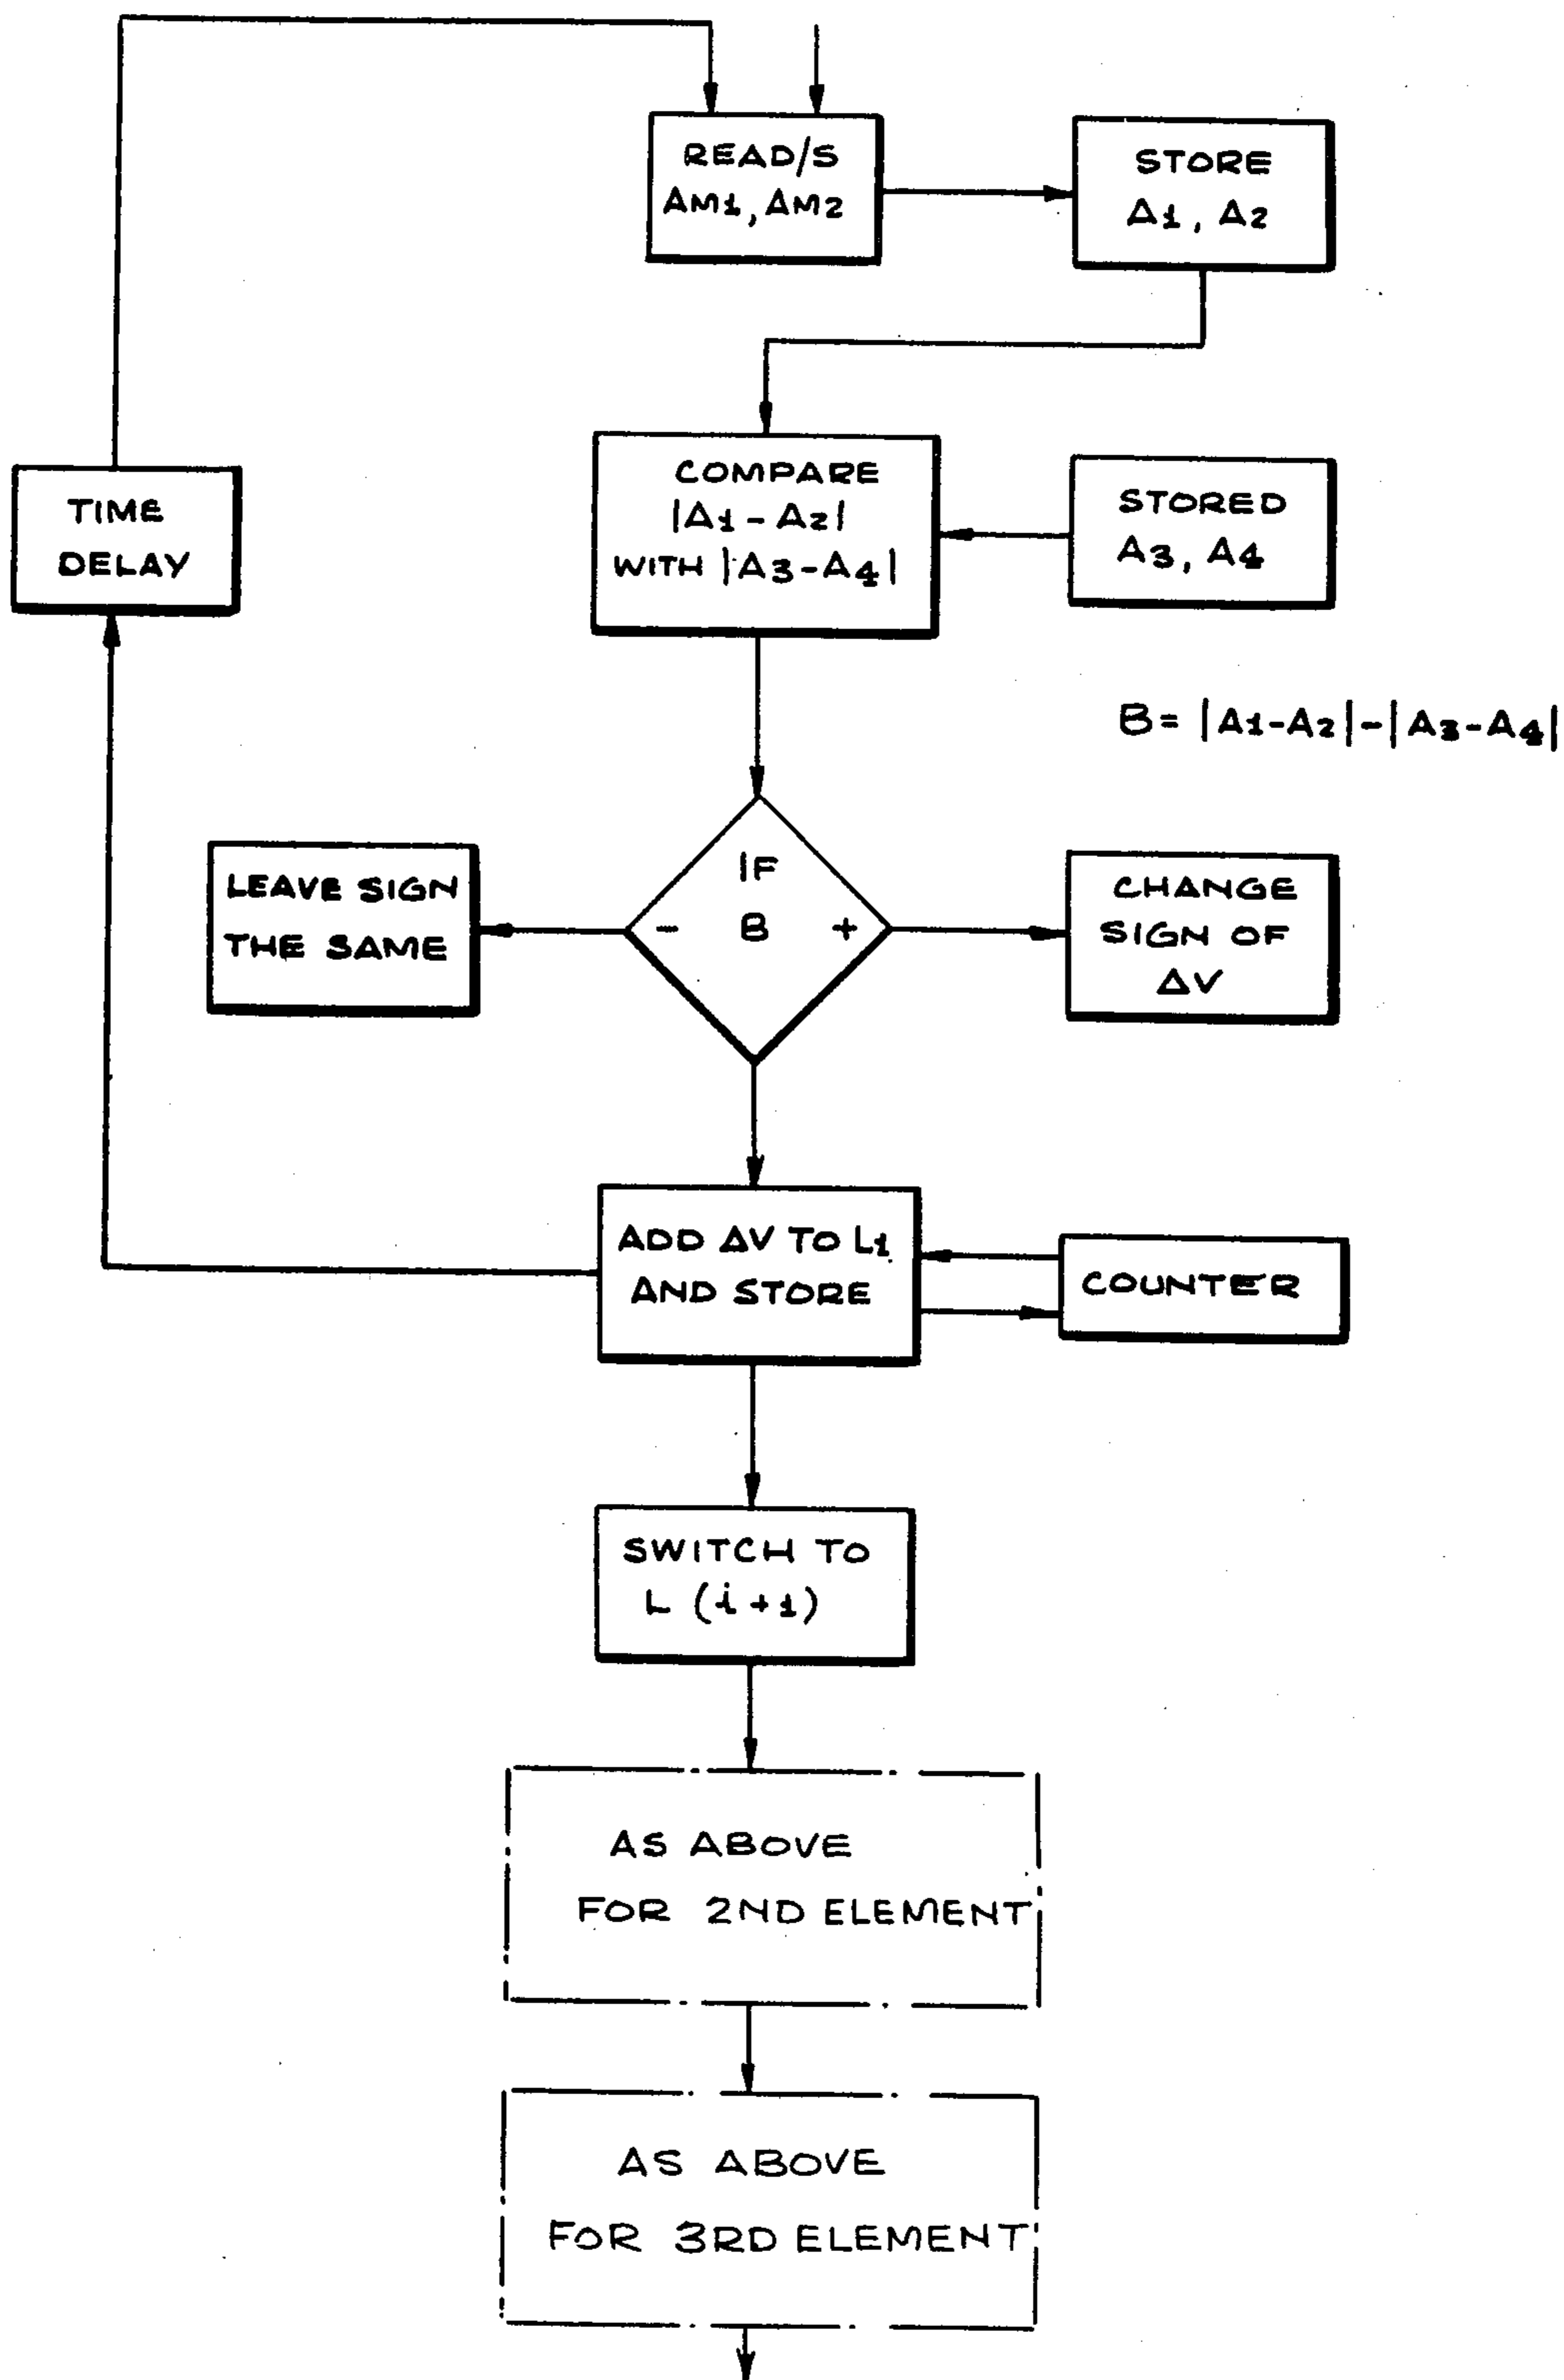 READ/S
AM1, AM2
STORE
A1, A2
COMPARE
|A1-A2|
WITH |A3-A4|
STORED
A3, A4
TIME
DELAY
B= |A1-A2|-|A3-A4|
LEAVE SIGN
THE SAME
IF
- B +
CHANGE
SIGN OF
ΔV
ADD ΔV TO L1
AND STORE
COUNTER
SWITCH TO
L (i+1)
AS ABOVE
FOR 2ND ELEMENT
AS ABOVE
FOR 3RD ELEMENT